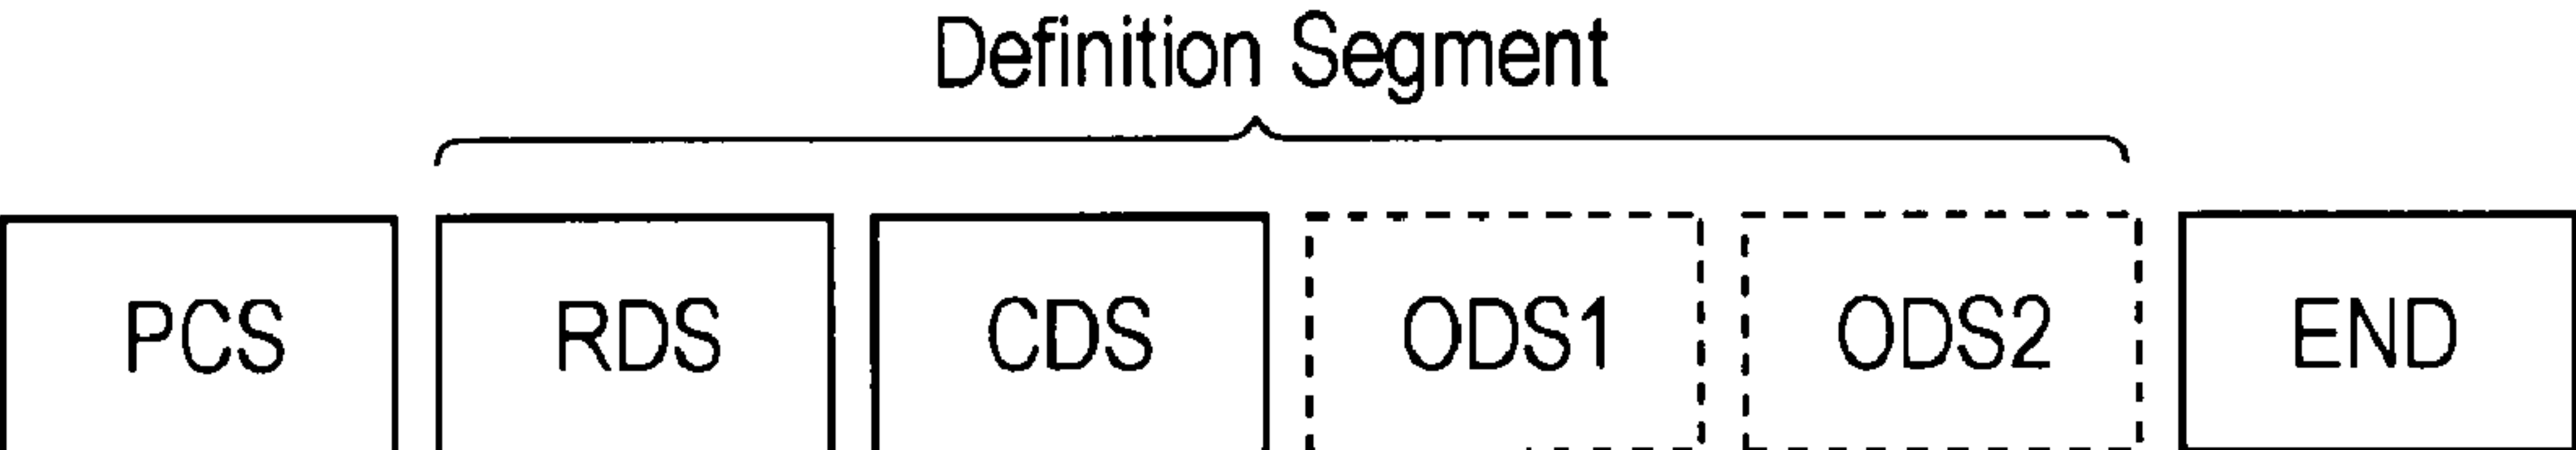 Definition Segment
PCS RDS CDS ODS1 ODS2 END